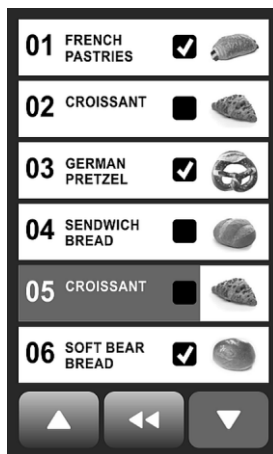 01 FRENCH
PASTRIES
02 CROISSANT
03 GERMAN
PRETZEL
04 SENDWICH
BREAD
05 CROISSANT
06 SOFT BEAR
BREAD